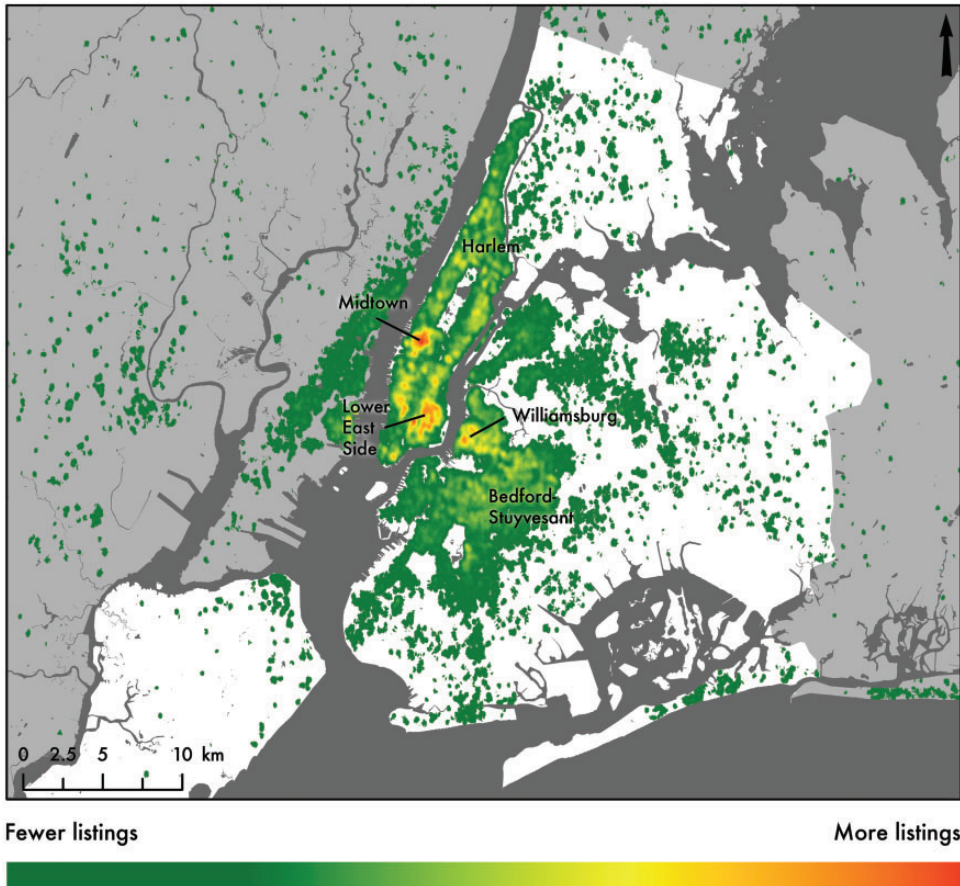 Harlem
Midtown
Lower
East
Side
Williamsburg
Bedford-
Stuyvesant
0 2.5 5 10 km
Fewer listings
More listings